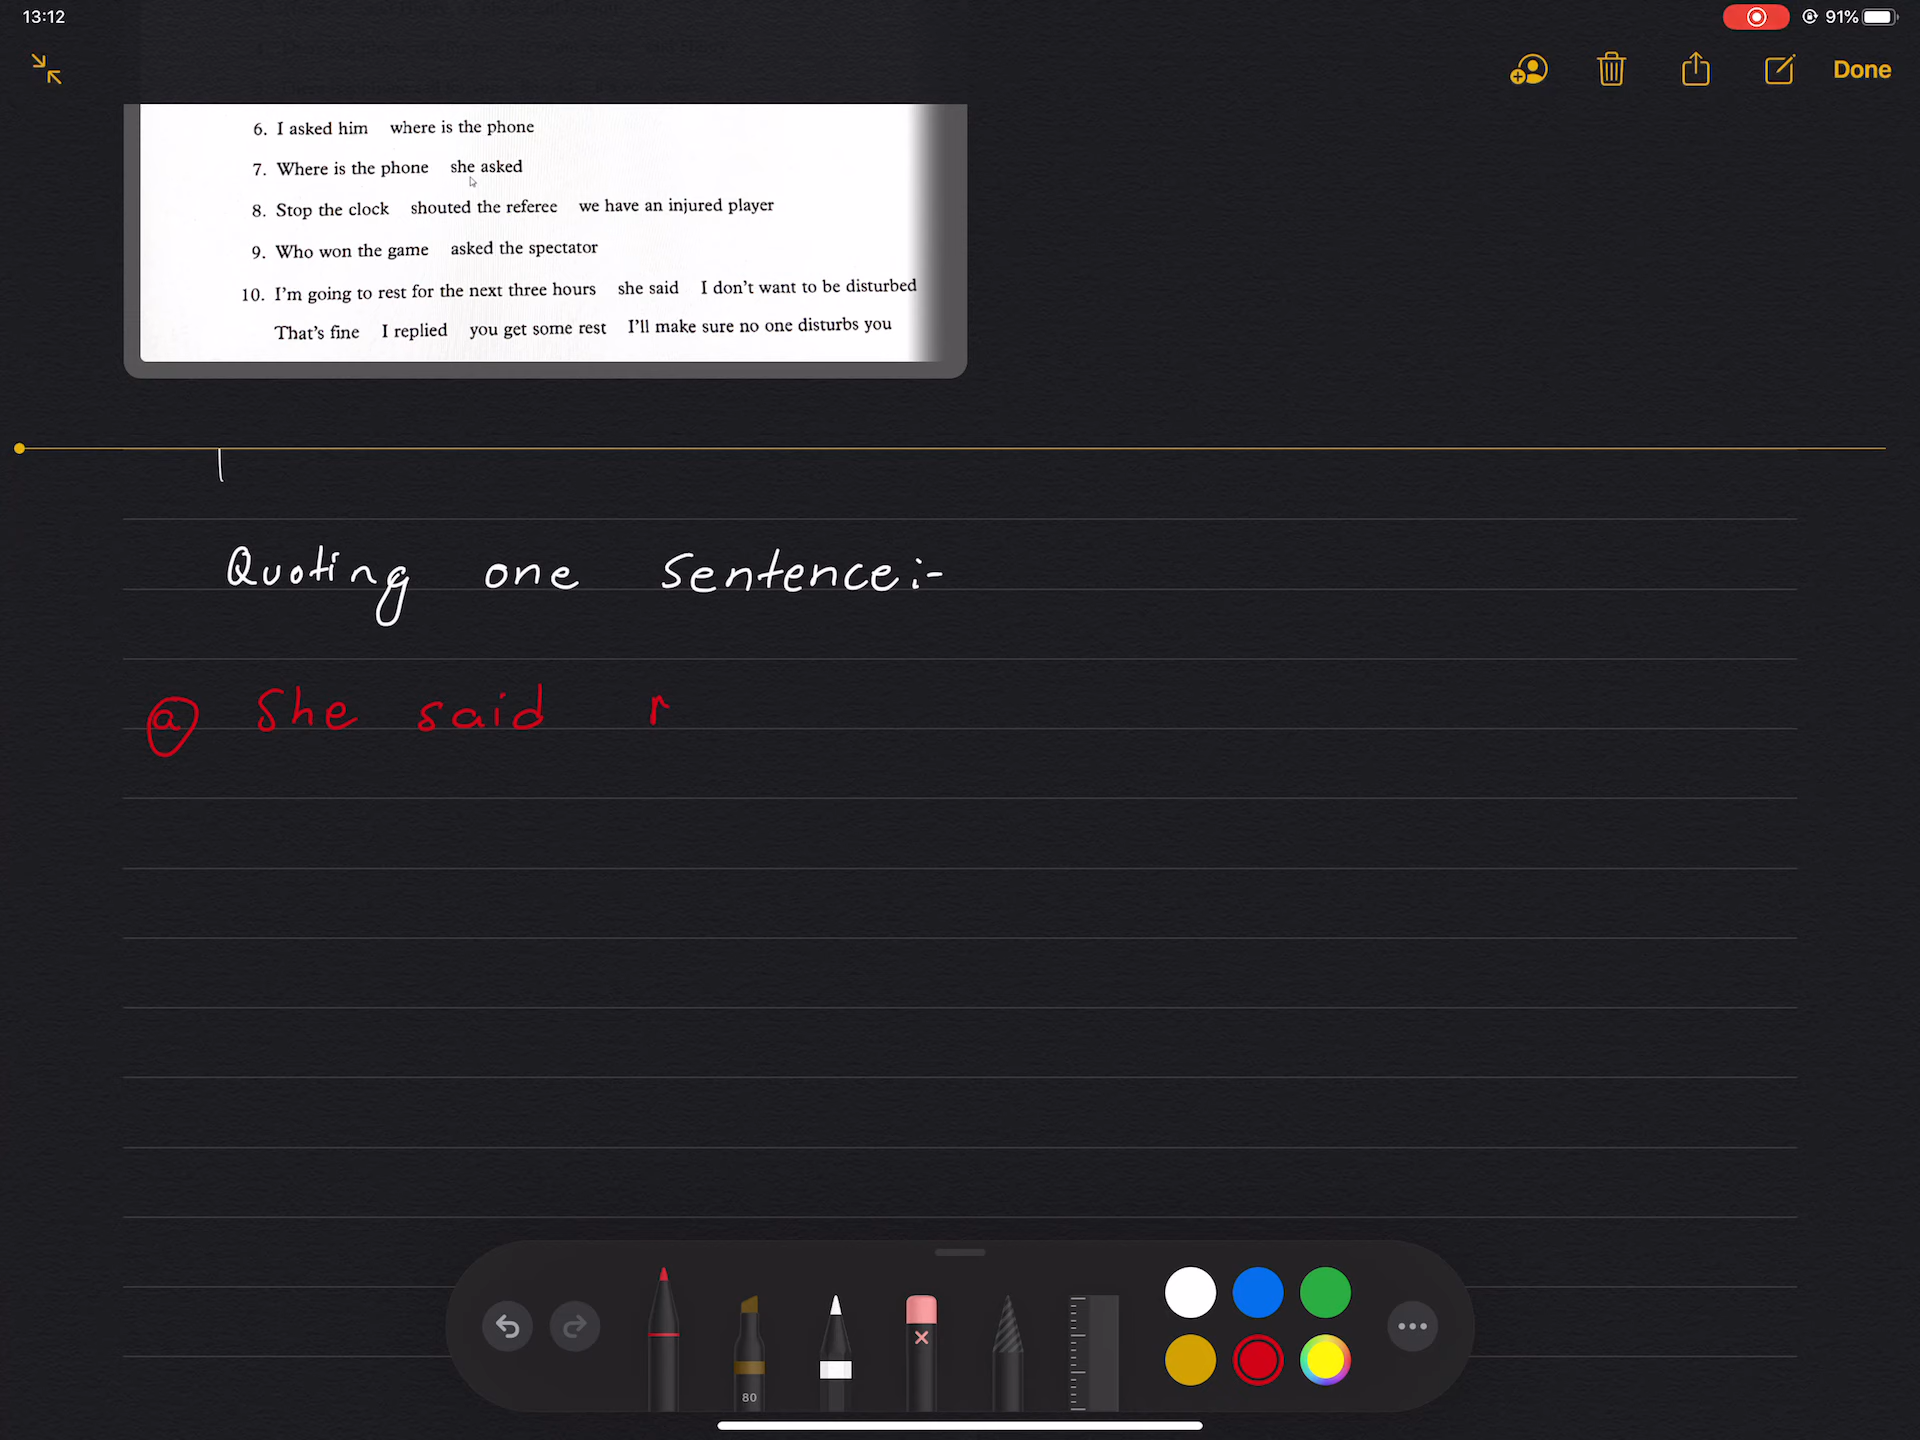 13:12
91%
Done
6. I asked him where is the phone
7. Where is the phone she asked
8. Stop the clock shouted the referee we have an injured player
9. Who won the game asked the spectator
10. I'm going to rest for the next three hours she said I don't want to be disturbed
That's fine I replied you get some rest I'll make sure no one disturbs you
Quoting one sentence:-
a She said
80